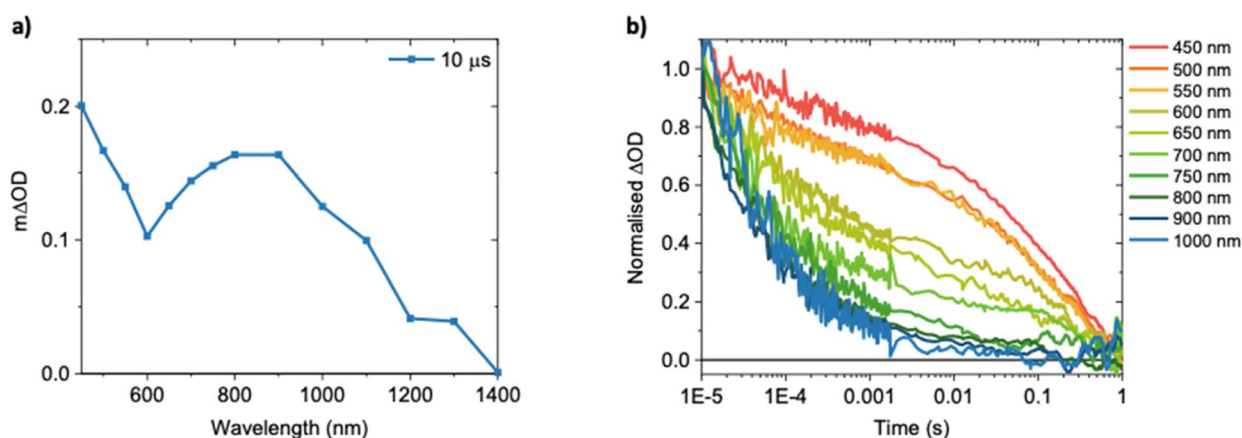 a)
10 μs
0.2
0.1
0.0
mΔOD
600 800 1000 1200 1400
Wavelength (nm)
b)
1.0
0.8
0.6
0.4
0.2
0.0
Normalised ΔOD
1E-5 1E-4 0.001 0.01 0.1 1
Time (s)
450 nm
500 nm
550 nm
600 nm
650 nm
700 nm
750 nm
800 nm
900 nm
1000 nm